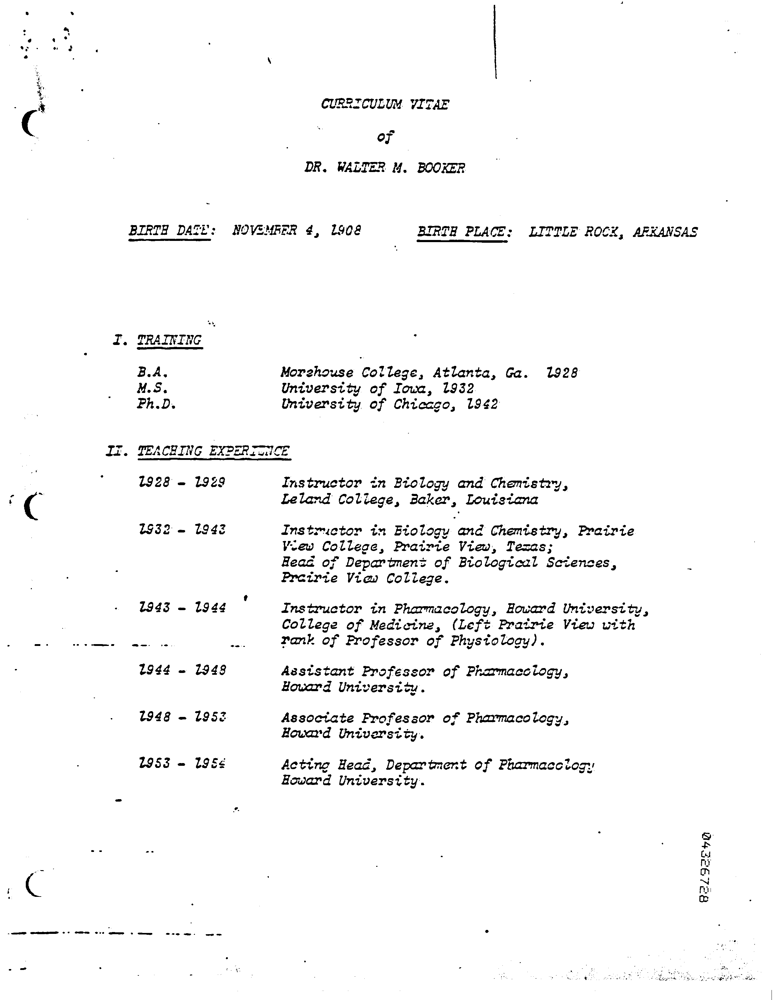 CURRICULUM VITAE
of
DR. WALTER M. BOOKER
BIRTH DATE: NOVEMBER 4, 1908 BIRTH PLACE: LITTLE ROCK, ARKANSAS
I. TRAINING
B.A. Morehouse College, Atlanta, Ga. 1928
M.S. University of Iowa, 1932
Ph.D. University of Chicago, 1942
II. TEACHING EXPERIENCE
1928 - 1929 Instructor in Biology and Chemistry,
Leland College, Baker, Louisiana
1932 - 1943 Instructor in Biology and Chemistry, Prairie
View College, Prairie View, Texas;
Head of Department of Biological Sciences,
Prairie View College.
1943 - 1944 Instructor in Pharmacology, Howard University,
College of Medicine, (Left Prairie View with
rank of Professor of Physiology).
1944 - 1948 Assistant Professor of Pharmacology,
Howard University.
1948 - 1953 Associate Professor of Pharmacology,
Howard University.
1953 - 1954 Acting Head, Department of Pharmacology
Howard University.
04326728